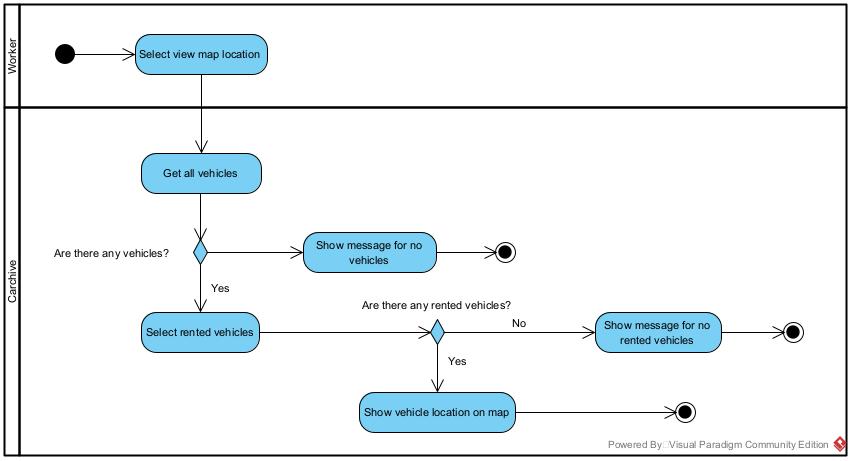 Worker
Select view map location
Carchive
Get all vehicles
Are there any vehicles?
Show message for no
vehicles
Yes
Select rented vehicles
Are there any rented vehicles?
No
Show message for no
rented vehicles
Yes
Show vehicle location on map
Powered By Visual Paradigm Community Edition